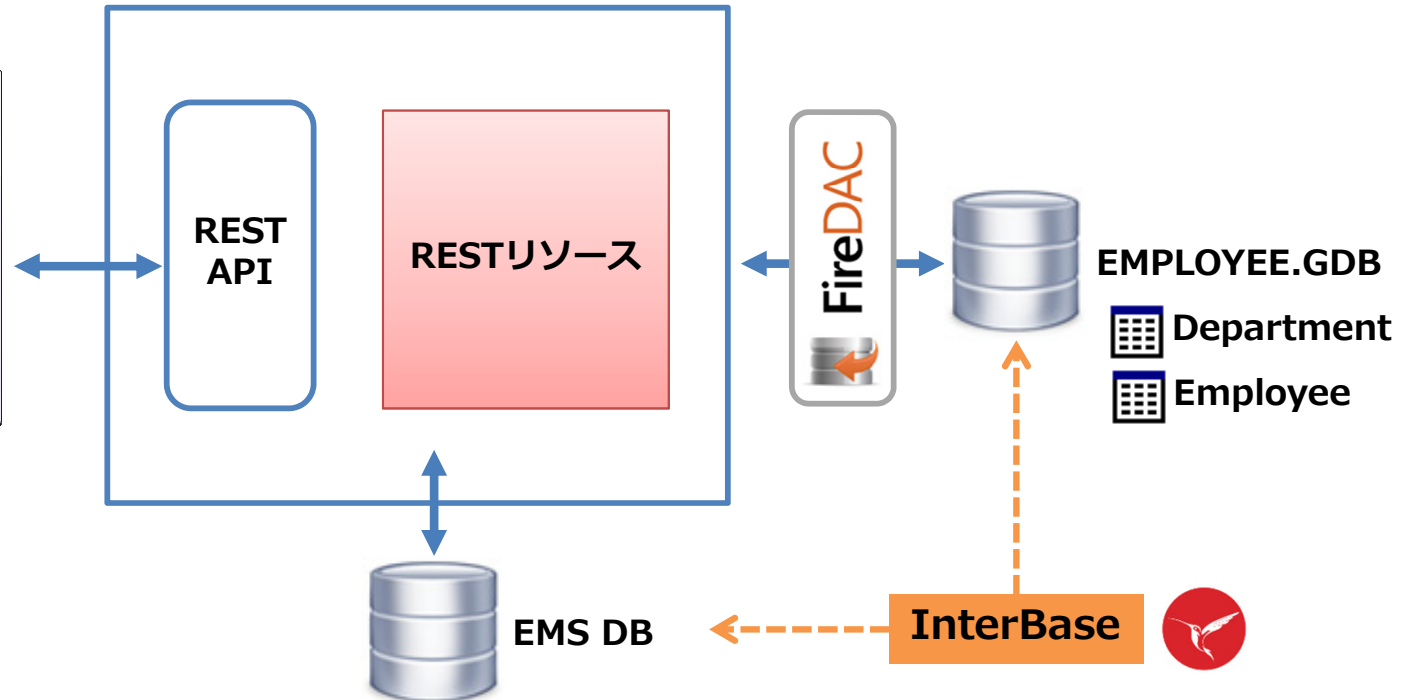 REST
API
RESTリソース
FireDAC
EMPLOYEE.GDB
Department
Employee
EMS DB
InterBase